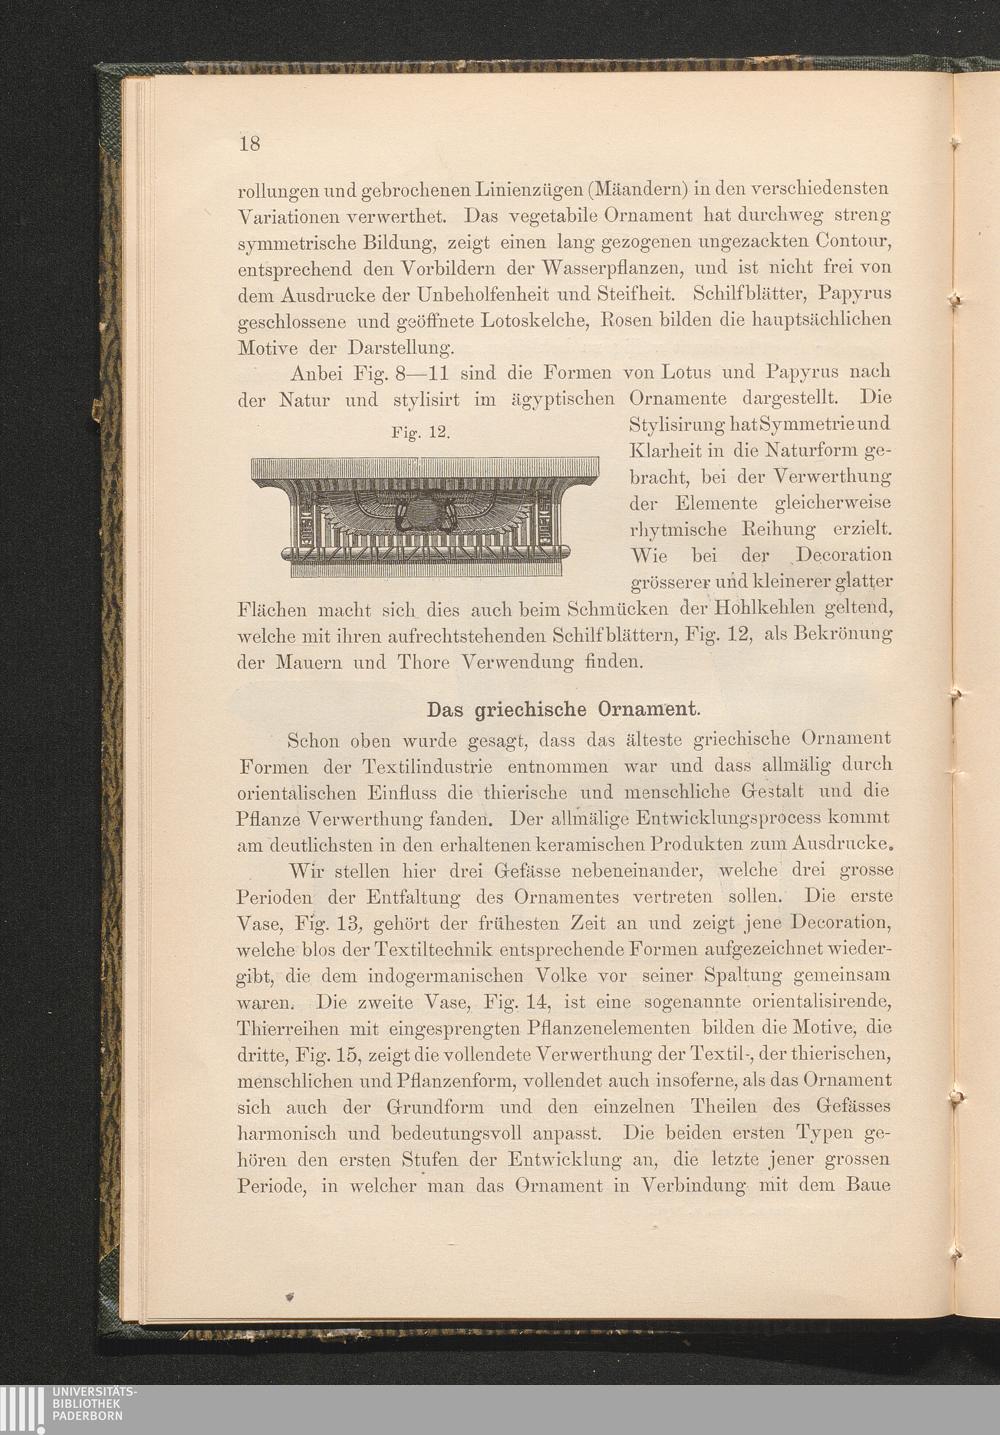 18
rollungen und gebrochenen Linienzügen (Mäandern) in den verschiedensten
Variationen verwerthet. Das vegetabile Ornament hat durchweg streng
symmetrische Bildung, zeigt einen lang gezogenen ungezackten Contour,
entsprechend den Vorbildern der Wasserpflanzen, und ist nicht frei von
dem Ausdrucke der Unbeholfenheit und Steifheit. Schilfblätter, Papyrus
geschlossene und geöffnete Lotoskelche, Rosen bilden die hauptsächlichen
Motive der Darstellung.
Anbei Fig. 8—11 sind die Formen von Lotus und Papyrus nach
der Natur und stylisirt im ägyptischen Ornamente dargestellt. Die
Fig. 12.
Stylisirung hat Symmetrie und
Klarheit in die Naturform ge-
bracht, bei der Verwerthung
der Elemente gleicherweise
rhytmische Reihung erzielt.
Wie bei der Decoration
grösserer und kleinerer glatter
Flächen macht sich dies auch beim Schmücken der Hohlkehlen geltend,
welche mit ihren aufrechtstehenden Schilfblättern, Fig. 12, als Bekrönung
der Mauern und Thore Verwendung finden.
Das griechische Ornament.
Schon oben wurde gesagt, dass das älteste griechische Ornament
Formen der Textilindustrie entnommen war und dass allmälig durch
orientalischen Einfluss die thierische und menschliche Gestalt und die
Pflanze Verwerthung fanden. Der allmälige Entwicklungsprocess kommt
am deutlichsten in den erhaltenen keramischen Produkten zum Ausdrucke.
Wir stellen hier drei Gefässe nebeneinander, welche drei grosse
Perioden der Entfaltung des Ornamentes vertreten sollen. Die erste
Vase, Fig. 13, gehört der frühesten Zeit an und zeigt jene Decoration,
welche blos der Textiltechnik entsprechende Formen aufgezeichnet wieder-
gibt, die dem indogermanischen Volke vor seiner Spaltung gemeinsam
waren. Die zweite Vase, Fig. 14, ist eine sogenannte orientalisirende,
Thierreihen mit eingesprengten Pflanzenelementen bilden die Motive, die
dritte, Fig. 15, zeigt die vollendete Verwerthung der Textil-, der thierischen,
menschlichen und Pflanzenform, vollendet auch insoferne, als das Ornament
sich auch der Grundform und den einzelnen Theilen des Gefässes
harmonisch und bedeutungsvoll anpasst. Die beiden ersten Typen ge-
hören den ersten Stufen der Entwicklung an, die letzte jener grossen
Periode, in welcher man das Ornament in Verbindung mit dem Baue
UNIVERSITÄTS-
BIBLIOTHEK
PADERBORN